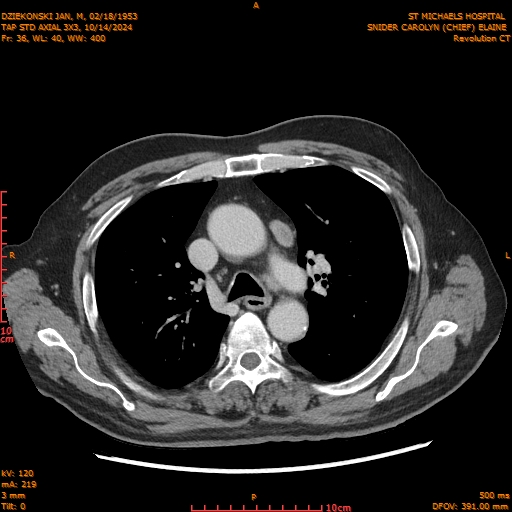 DZIEKONSKI JAN, M, 02/18/1953
TAP STD AXIAL 3X3, 10/14/2024
Fr: 36, WL: 40, WW: 400
A
ST MICHAELS HOSPITAL
SNIDER CAROLYN (CHIEF) ELAINE
Revolution CT
R
L
10
cm
kV: 120
mA: 219
3 mm
Tilt: 0
P
10cm
500 ms
DFOV: 391.00 mm